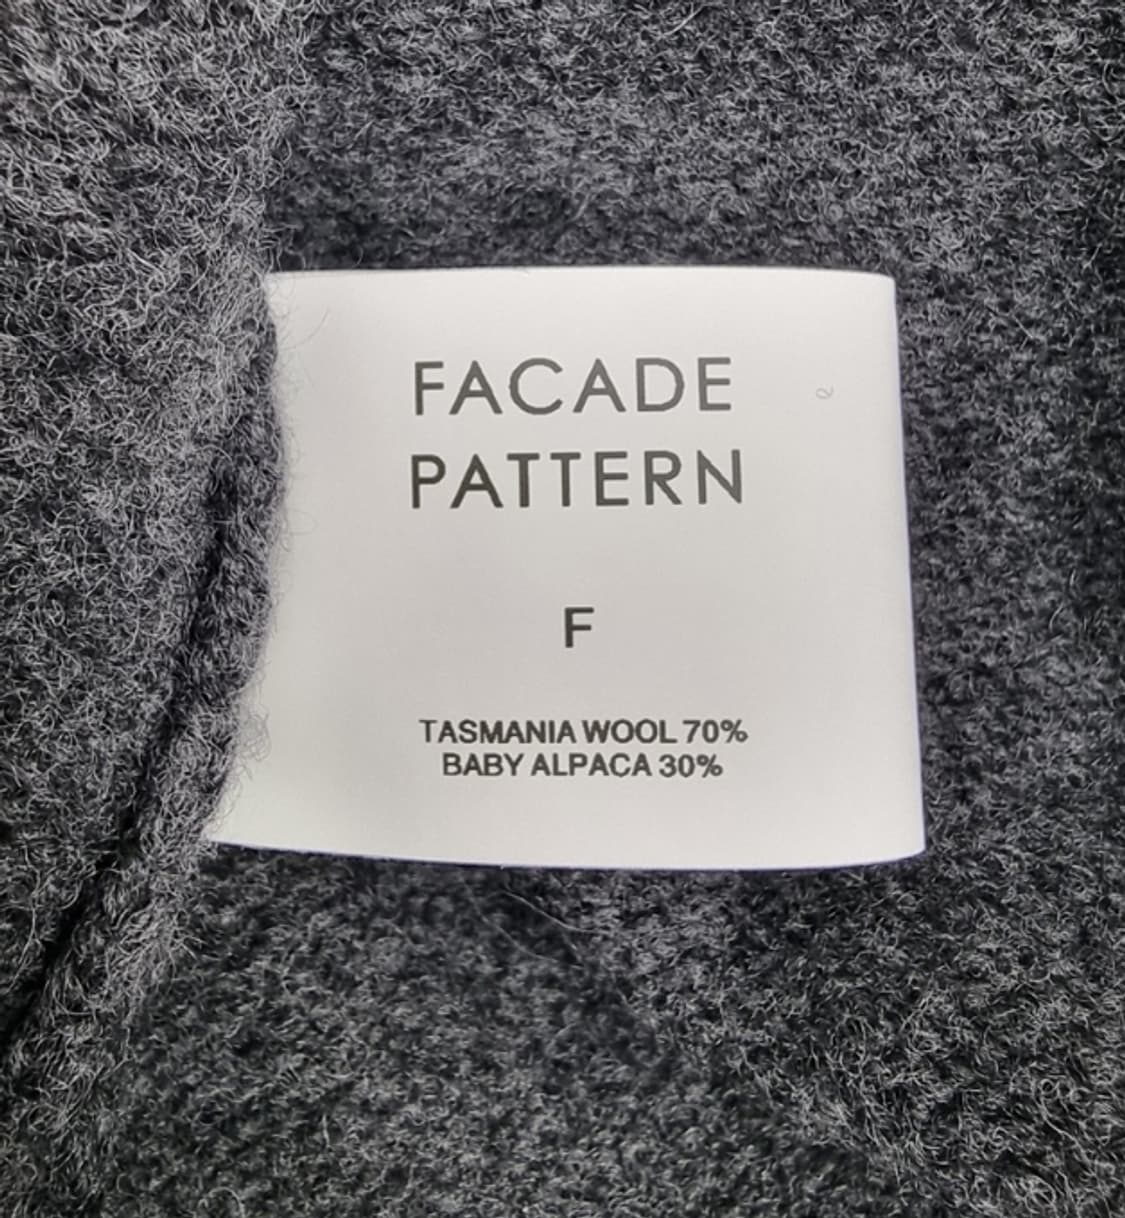 FACADE
PATTERN
F
TASMANIA WOOL 70%
BABY ALPACA 30%